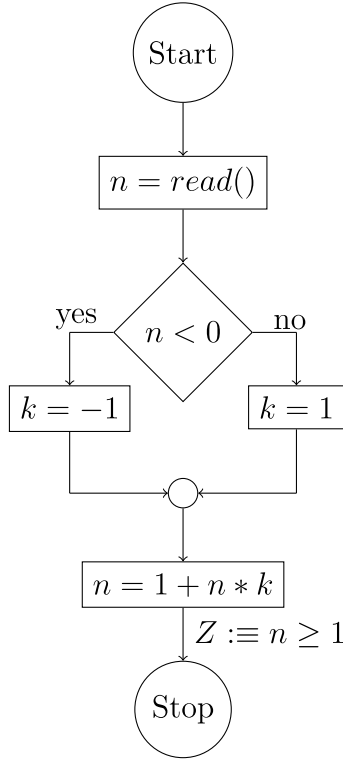 Start
n = read()
yes
n < 0
no
k = −1
k = 1
n = 1 + n ∗ k
Z :≡ n ≥ 1
Stop